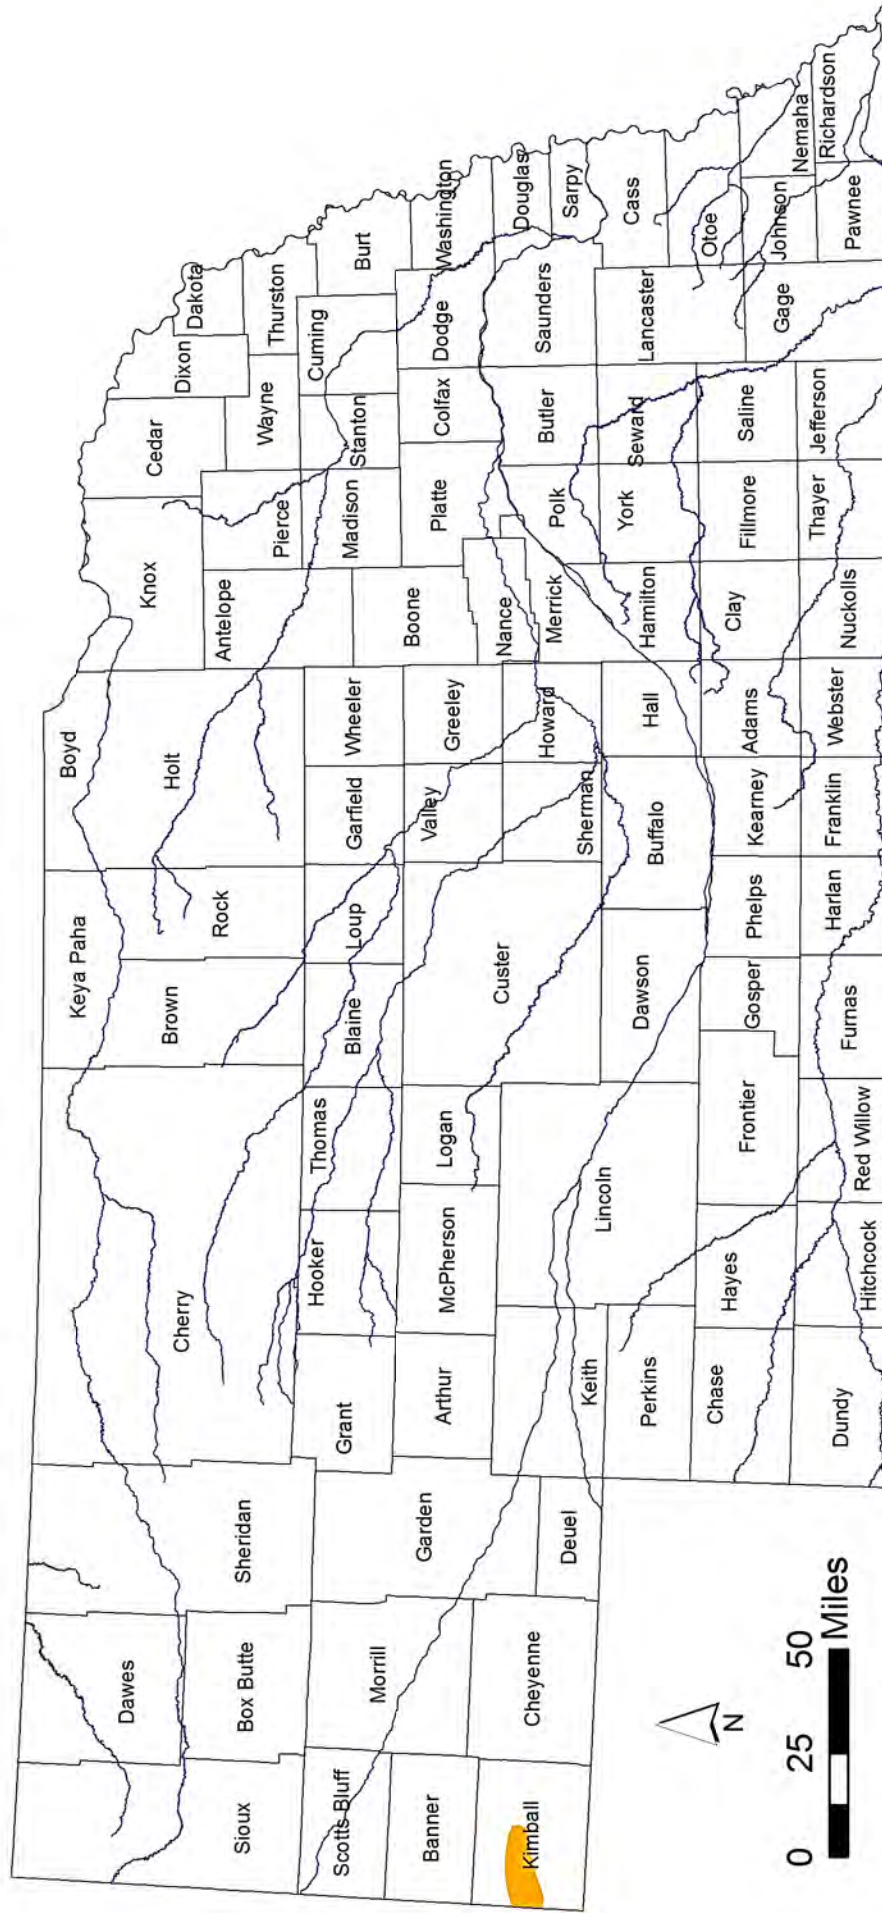 Boyd
Keya Paha
Knox
Cedar
Dixon
Dakota
Holt
Rock
Brown
Cherry
Sheridan
Dawes
Sioux
Box Butte
Antelope
Pierce
Wayne
Thurston
Wheeler
Garfield
Loup
Blaine
Thomas
Hooker
Grant
Madison
Stanton
Cuming
Burt
Boone
Morrill
Scotts Bluff
Garden
Greeley
Valley
Custer
Logan
McPherson
Arthur
Banner
Platte
Colfax
Dodge
Washington
Nance
Howard
Sherman
Merrick
Polk
Butler
Saunders
Douglas
Sarpy
Lincoln
Keith
Deuel
Cheyenne
Kimball
Hall
Buffalo
Dawson
Perkins
Hamilton
York
Seward
Lancaster
Cass
Otoe
Adams
Kearney
Phelps
Gosper
Frontier
Hayes
Chase
Clay
Fillmore
Saline
Gage
Johnson
Nemaha
Webster
Franklin
Harlan
Furnas
Red Willow
Hitchcock
Dundy
Nuckolls
Thayer
Jefferson
Pawnee
Richardson
N
0 25 50
Miles